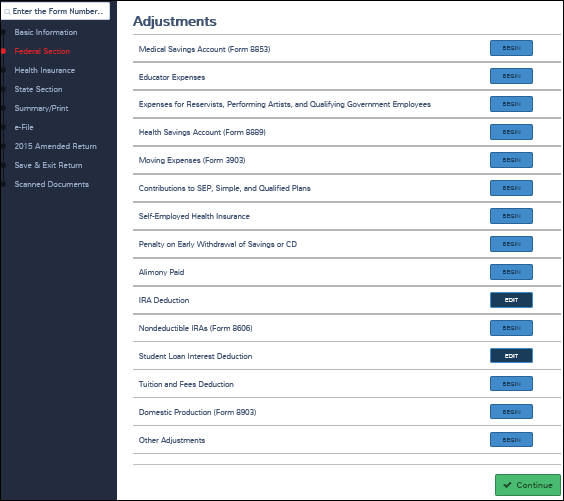 Enter the Form Number...
Basic Information
Federal Section
Health Insurance
State Section
Summary/Print
e-File
2015 Amended Return
Save & Exit Return
Scanned Documents
Adjustments
Medical Savings Account (Form 8853) BEGIN
Educator Expenses BEGIN
Expenses for Reservists, Performing Artists, and Qualifying Government Employees BEGIN
Health Savings Account (Form 8889) BEGIN
Moving Expenses (Form 3903) BEGIN
Contributions to SEP, Simple, and Qualified Plans BEGIN
Self-Employed Health Insurance BEGIN
Penalty on Early Withdrawal of Savings or CD BEGIN
Alimony Paid BEGIN
IRA Deduction EDIT
Nondeductible IRAs (Form 8606) BEGIN
Student Loan Interest Deduction EDIT
Tuition and Fees Deduction BEGIN
Domestic Production (Form 8903) BEGIN
Other Adjustments BEGIN
Continue